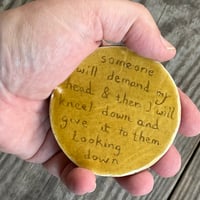 someone
will demand my
head & then I will
kneel down and
give it to them
Looking
down